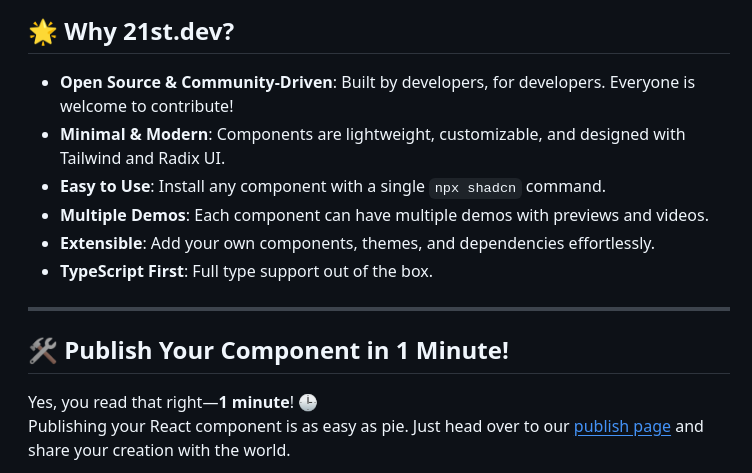 🌟 Why 21st.dev?
• Open Source & Community-Driven: Built by developers, for developers. Everyone is
welcome to contribute!
• Minimal & Modern: Components are lightweight, customizable, and designed with
Tailwind and Radix UI.
• Easy to Use: Install any component with a single npx shadcn command.
• Multiple Demos: Each component can have multiple demos with previews and videos.
• Extensible: Add your own components, themes, and dependencies effortlessly.
• TypeScript First: Full type support out of the box.
🛠️ Publish Your Component in 1 Minute!
Yes, you read that right—1 minute! 🕒
Publishing your React component is as easy as pie. Just head over to our publish page and
share your creation with the world.